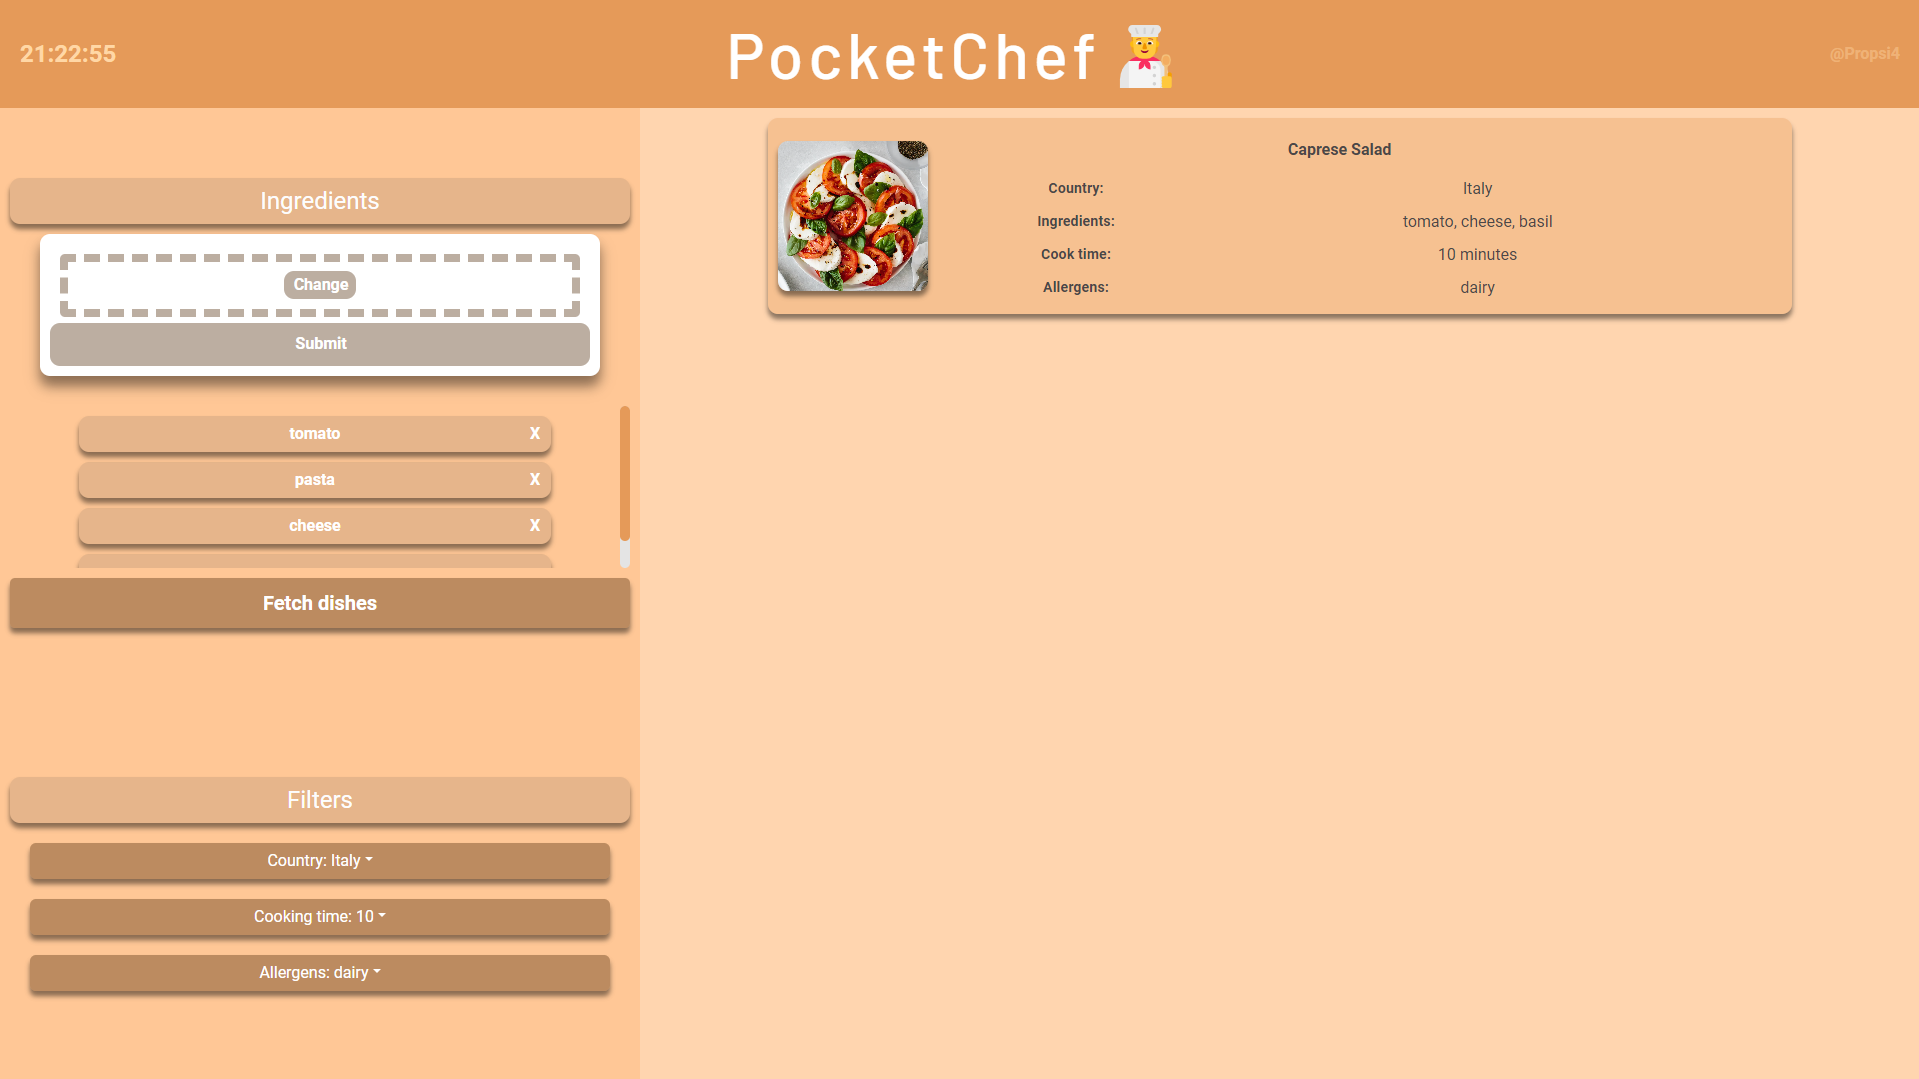 21:22:55
PocketChef
@Propsi4
Ingredients
Change
Submit
tomato X
pasta X
cheese X
Fetch dishes
Filters
Country: Italy
Cooking time: 10
Allergens: dairy
Caprese Salad
Country: Italy
Ingredients: tomato, cheese, basil
Cook time: 10 minutes
Allergens: dairy